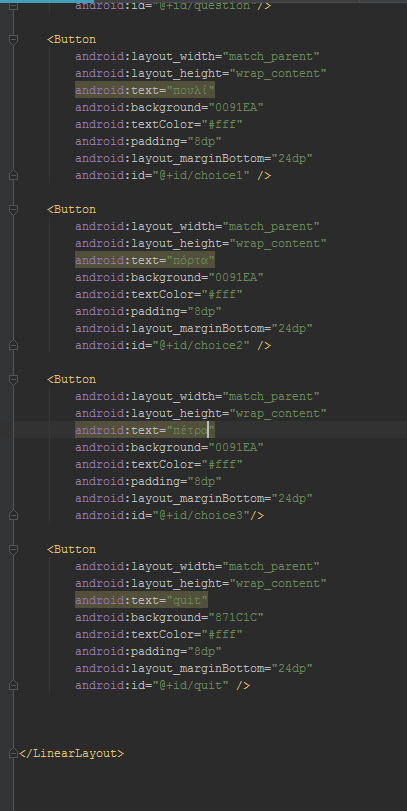 android:id="@+id/question"/>
<Button
android:layout_width="match_parent"
android:layout_height="wrap_content"
android:text="πουλί"
android:background="0091EA"
android:textColor="#fff"
android:padding="8dp"
android:layout_marginBottom="24dp"
android:id="@+id/choice1" />
<Button
android:layout_width="match_parent"
android:layout_height="wrap_content"
android:text="πόρτα"
android:background="0091EA"
android:textColor="#fff"
android:padding="8dp"
android:layout_marginBottom="24dp"
android:id="@+id/choice2" />
<Button
android:layout_width="match_parent"
android:layout_height="wrap_content"
android:text="πέτρα"
android:background="0091EA"
android:textColor="#fff"
android:padding="8dp"
android:layout_marginBottom="24dp"
android:id="@+id/choice3"/>
<Button
android:layout_width="match_parent"
android:layout_height="wrap_content"
android:text="quit"
android:background="871C1C"
android:textColor="#fff"
android:padding="8dp"
android:layout_marginBottom="24dp"
android:id="@+id/quit" />
</LinearLayout>